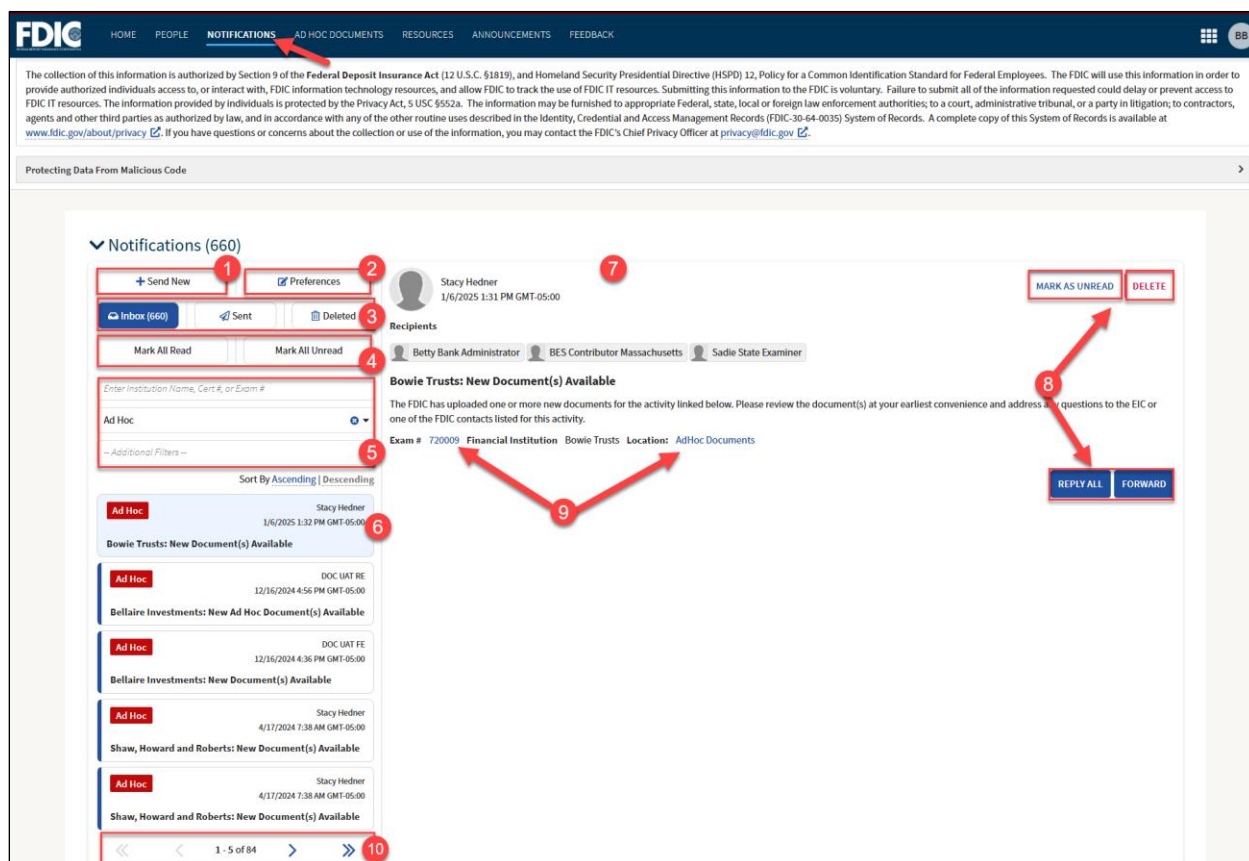 FDIC HOME PEOPLE NOTIFICATIONS AD HOC DOCUMENTS RESOURCES ANNOUNCEMENTS FEEDBACK BB
The collection of this information is authorized by Section 9 of the Federal Deposit Insurance Act (12 U.S.C. §1819), and Homeland Security Presidential Directive (HSPD) 12, Policy for a Common Identification Standard for Federal Employees. The FDIC will use this information in order to
provide authorized individuals access to, or interact with, FDIC information technology resources, and allow FDIC to track the use of FDIC IT resources. Submitting this information to the FDIC is voluntary. Failure to submit all of the information requested could delay or prevent access to
FDIC IT resources. The information provided by individuals is protected by the Privacy Act, 5 USC §552a. The information may be furnished to appropriate Federal, state, local or foreign law enforcement authorities; to a court, administrative tribunal, or a party in litigation; to contractors,
agents and other third parties as authorized by law, and in accordance with any of the other routine uses described in the Identity, Credential and Access Management Records (FDIC-30-64-0035) System of Records. A complete copy of this System of Records is available at
www.fdic.gov/about/privacy. If you have questions or concerns about the collection or use of the information, you may contact the FDIC's Chief Privacy Officer at privacy@fdic.gov.
Protecting Data From Malicious Code
Notifications (660)
Send New 1 Preferences 2
Inbox (660) Sent Deleted 3
Mark All Read Mark All Unread 4
Enter Institution Name, Cert #, or Exam #
Ad Hoc
-- Additional Filters -- 5
Sort By Ascending | Descending
Ad Hoc Stacy Hedner
1/6/2025 1:32 PM GMT-05:00 6
Bowie Trusts: New Document(s) Available
Ad Hoc DOC UAT RE
12/16/2024 4:56 PM GMT-05:00
Bellaire Investments: New Ad Hoc Document(s) Available
Ad Hoc DOC UAT FE
12/16/2024 4:36 PM GMT-05:00
Bellaire Investments: New Document(s) Available
Ad Hoc Stacy Hedner
4/17/2024 7:38 AM GMT-05:00
Shaw, Howard and Roberts: New Document(s) Available
Ad Hoc Stacy Hedner
4/17/2024 7:38 AM GMT-05:00
Shaw, Howard and Roberts: New Document(s) Available
1 - 5 of 84 10
7
Stacy Hedner
1/6/2025 1:31 PM GMT-05:00
MARK AS UNREAD DELETE
Recipients
Betty Bank Administrator BES Contributor Massachusetts Sadie State Examiner
8
Bowie Trusts: New Document(s) Available
The FDIC has uploaded one or more new documents for the activity linked below. Please review the document(s) at your earliest convenience and address questions to the EIC or
one of the FDIC contacts listed for this activity.
Exam # 720009 Financial Institution Bowie Trusts Location: AdHoc Documents
REPLY ALL FORWARD
9